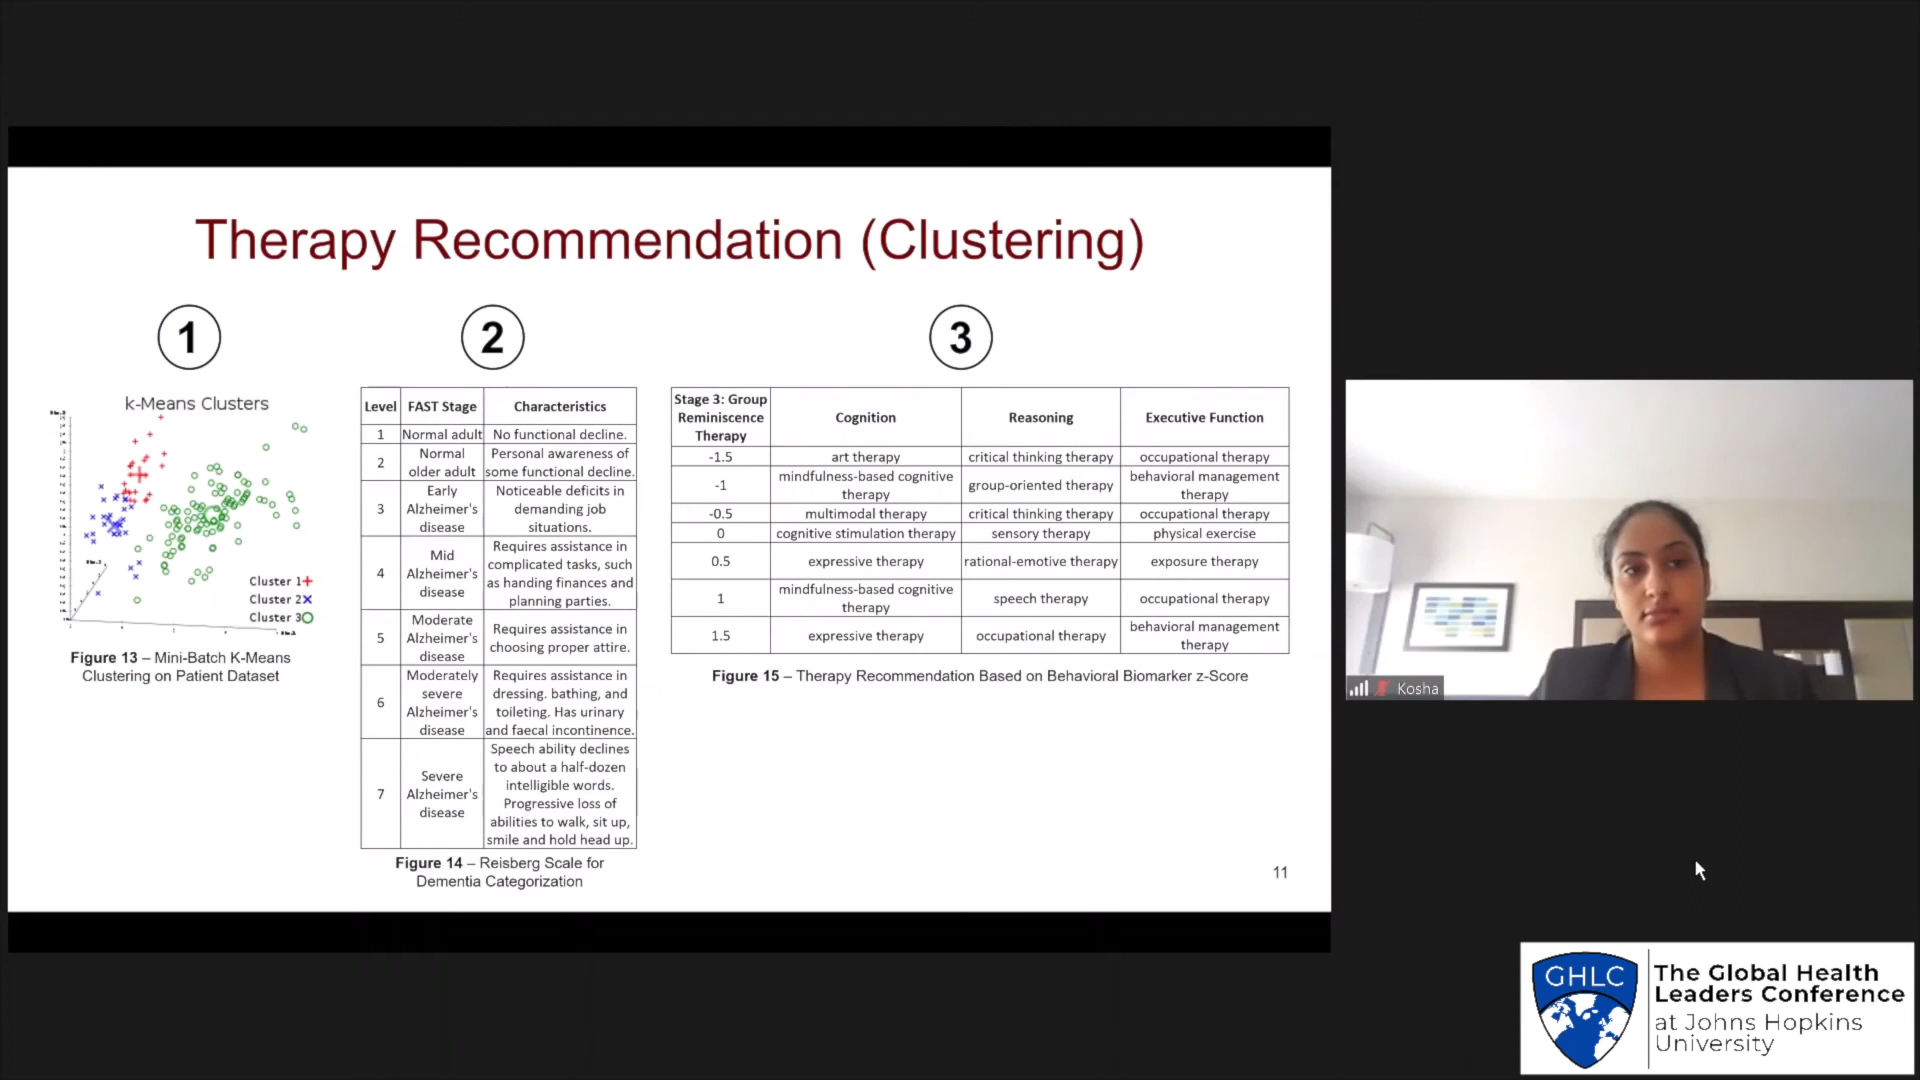 Therapy Recommendation (Clustering)
1
2
3
k-Means Clusters
Cluster 1+
Cluster 2×
Cluster 3○
Figure 13 – Mini-Batch K-Means
Clustering on Patient Dataset
Level FAST Stage Characteristics
1 Normal adult No functional decline.
2 Normal older adult Personal awareness of some functional decline.
3 Early Alzheimer's disease Noticeable deficits in demanding job situations.
4 Mid Alzheimer's disease Requires assistance in complicated tasks, such as handing finances and planning parties.
5 Moderate Alzheimer's disease Requires assistance in choosing proper attire.
6 Moderately severe Alzheimer's disease Requires assistance in dressing. bathing, and toileting. Has urinary and faecal incontinence.
7 Severe Alzheimer's disease Speech ability declines to about a half-dozen intelligible words. Progressive loss of abilities to walk, sit up, smile and hold head up.
Figure 14 – Reisberg Scale for
Dementia Categorization
Stage 3: Group Reminiscence Therapy Cognition Reasoning Executive Function
-1.5 art therapy critical thinking therapy occupational therapy
-1 mindfulness-based cognitive therapy group-oriented therapy behavioral management therapy
-0.5 multimodal therapy critical thinking therapy occupational therapy
0 cognitive stimulation therapy sensory therapy physical exercise
0.5 expressive therapy rational-emotive therapy exposure therapy
1 mindfulness-based cognitive therapy speech therapy occupational therapy
1.5 expressive therapy occupational therapy behavioral management therapy
Figure 15 – Therapy Recommendation Based on Behavioral Biomarker z-Score
11
Kosha
GHLC
The Global Health
Leaders Conference
at Johns Hopkins
University